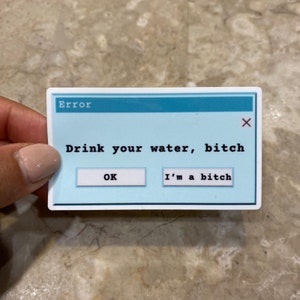 Error
Drink your water, bitch
OK
I'm a bitch